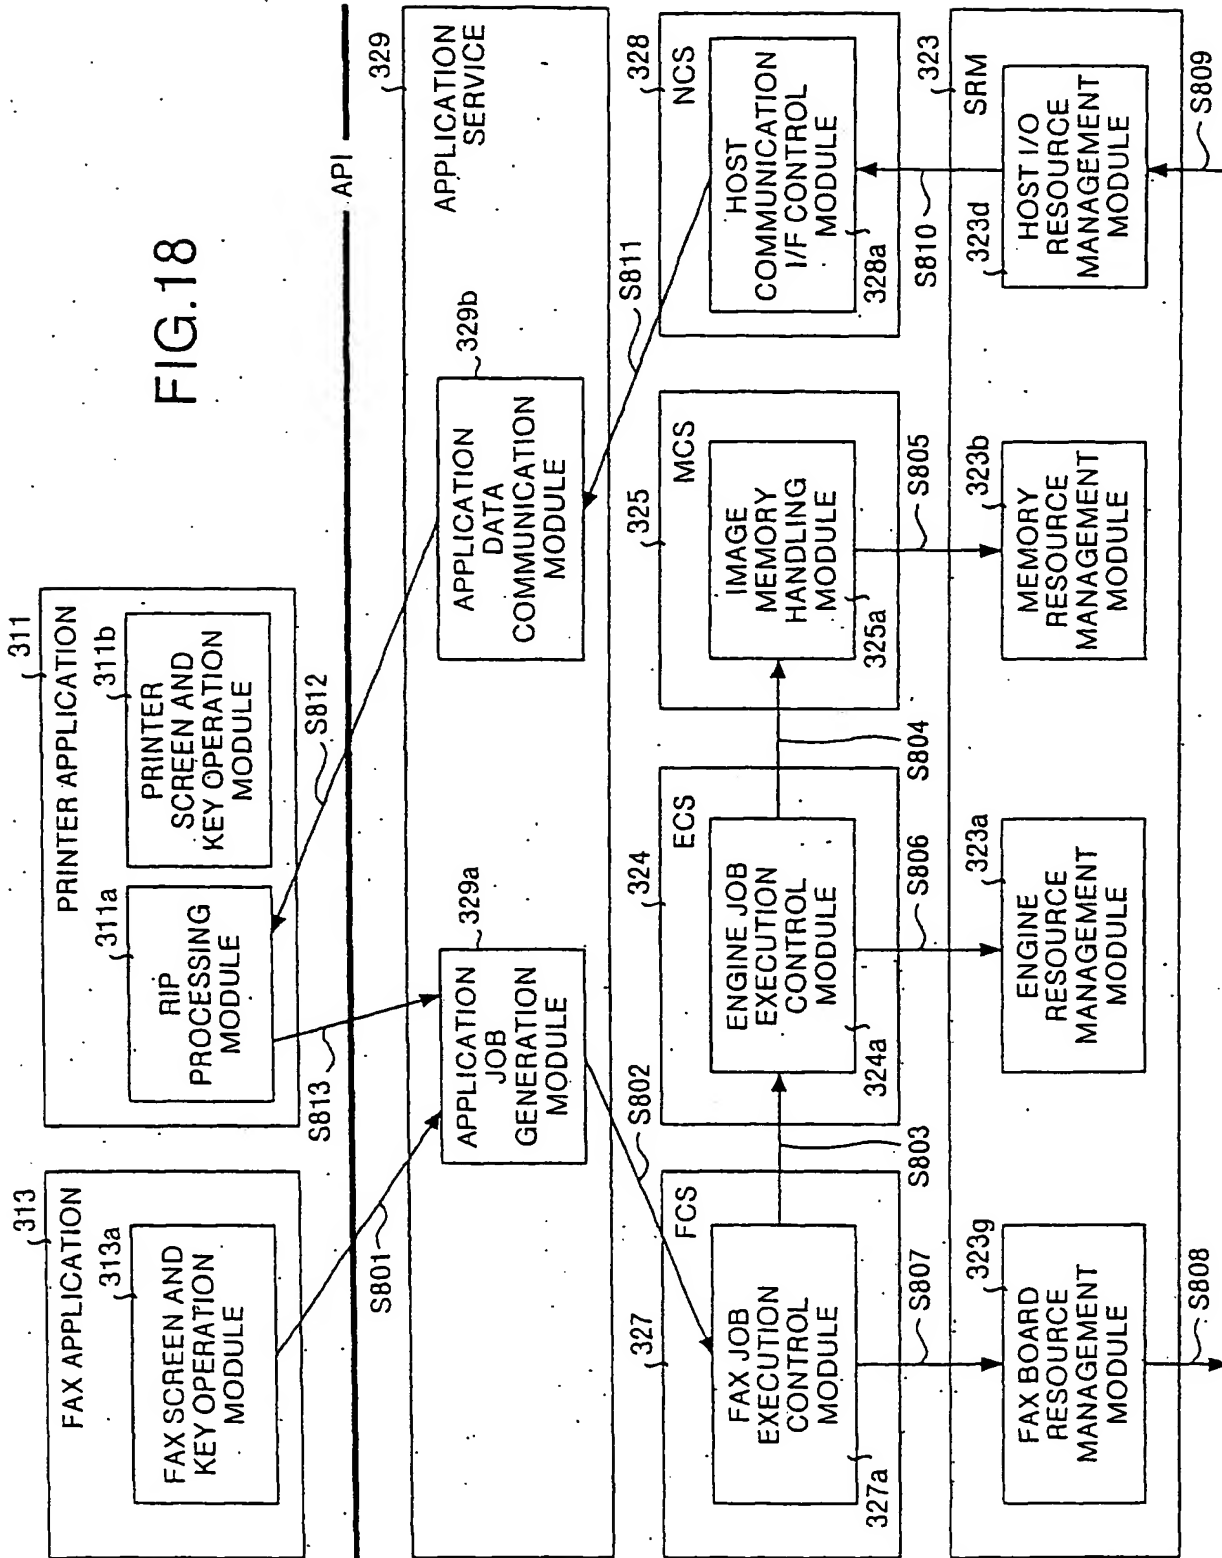 FIG.18
313
FAX APPLICATION
313a
FAX SCREEN AND
KEY OPERATION
MODULE
311
PRINTER APPLICATION
311a
RIP
PROCESSING
MODULE
311b
PRINTER
SCREEN AND
KEY OPERATION
MODULE
API
S801
S813
S812
329
APPLICATION
SERVICE
329a
APPLICATION
JOB
GENERATION
MODULE
329b
APPLICATION
DATA
COMMUNICATION
MODULE
S802
S811
327
FCS
FAX JOB
EXECUTION
CONTROL
MODULE
327a
S803
324
ECS
ENGINE JOB
EXECUTION
CONTROL
MODULE
324a
S804
325
MCS
IMAGE
MEMORY
HANDLING
MODULE
325a
328
NCS
HOST
COMMUNICATION
I/F CONTROL
MODULE
328a
S807
S806
S805
S810
323
SRM
323g
FAX BOARD
RESOURCE
MANAGEMENT
MODULE
323a
ENGINE
RESOURCE
MANAGEMENT
MODULE
323b
MEMORY
RESOURCE
MANAGEMENT
MODULE
323d
HOST I/O
RESOURCE
MANAGEMENT
MODULE
S808
S809